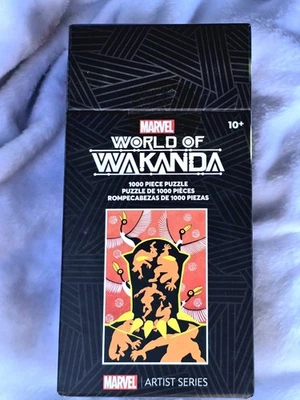 MARVEL
10+
WORLD OF
WAKANDA
1000 PIECE PUZZLE
PUZZLE DE 1000 PIÈCES
ROMPECABEZAS DE 1000 PIEZAS
MARVEL | ARTIST SERIES